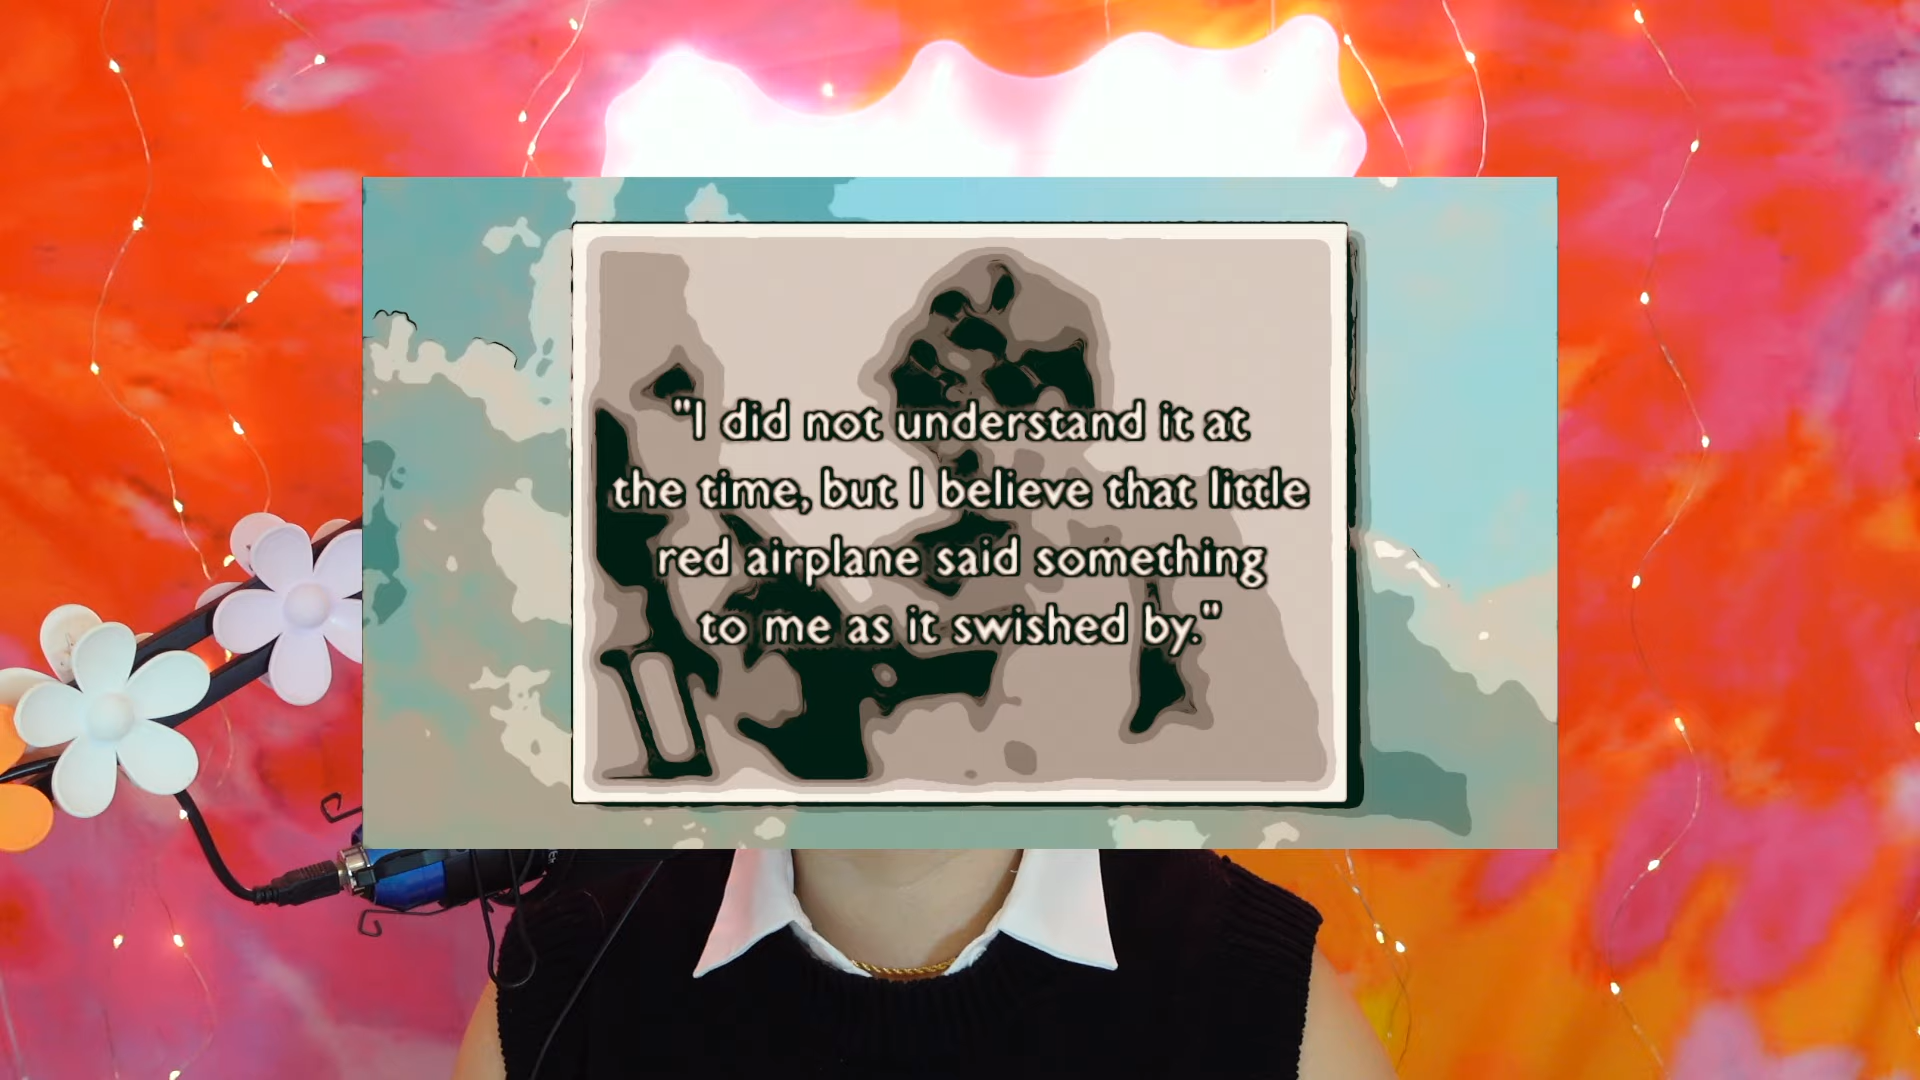 "I did not understand it at
the time, but I believe that little
red airplane said something
to me as it swished by."